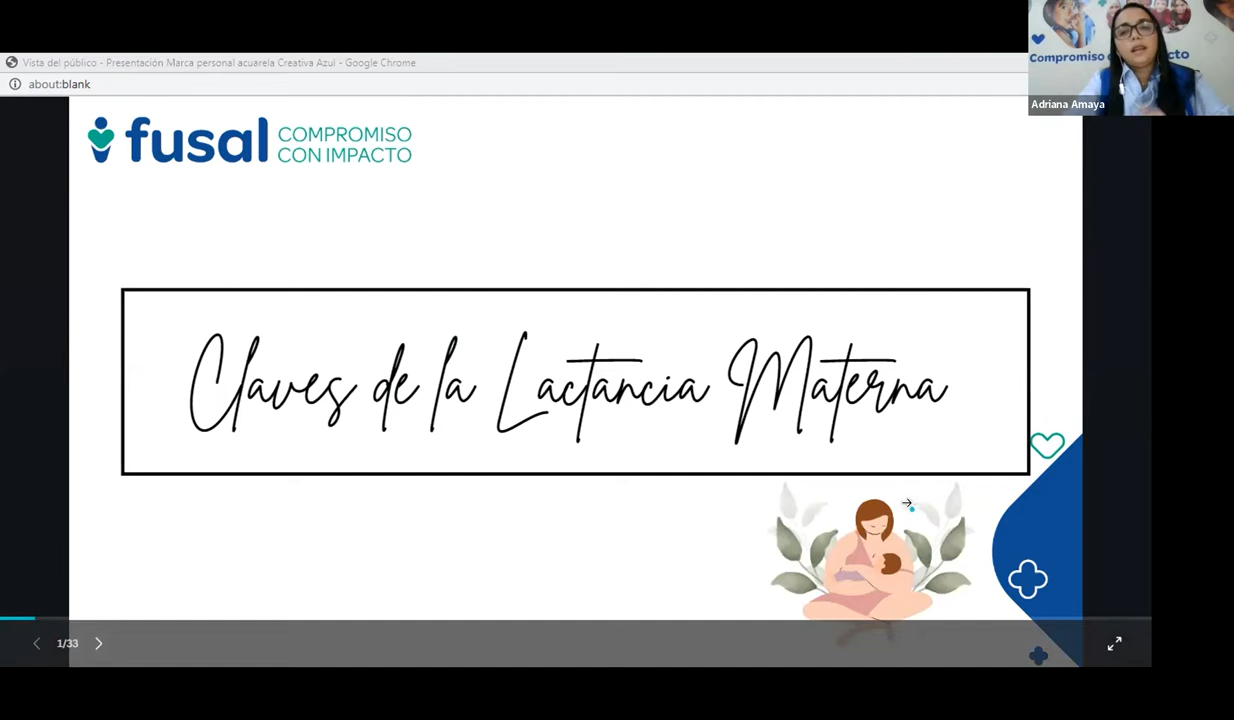 Vista del público - Presentación Marca personal acuarela Creativa Azul - Google Chrome
about:blank
fusal COMPROMISO
CON IMPACTO
Compromiso cto
Adriana Amaya
Claves de la Lactancia Materna
1/33